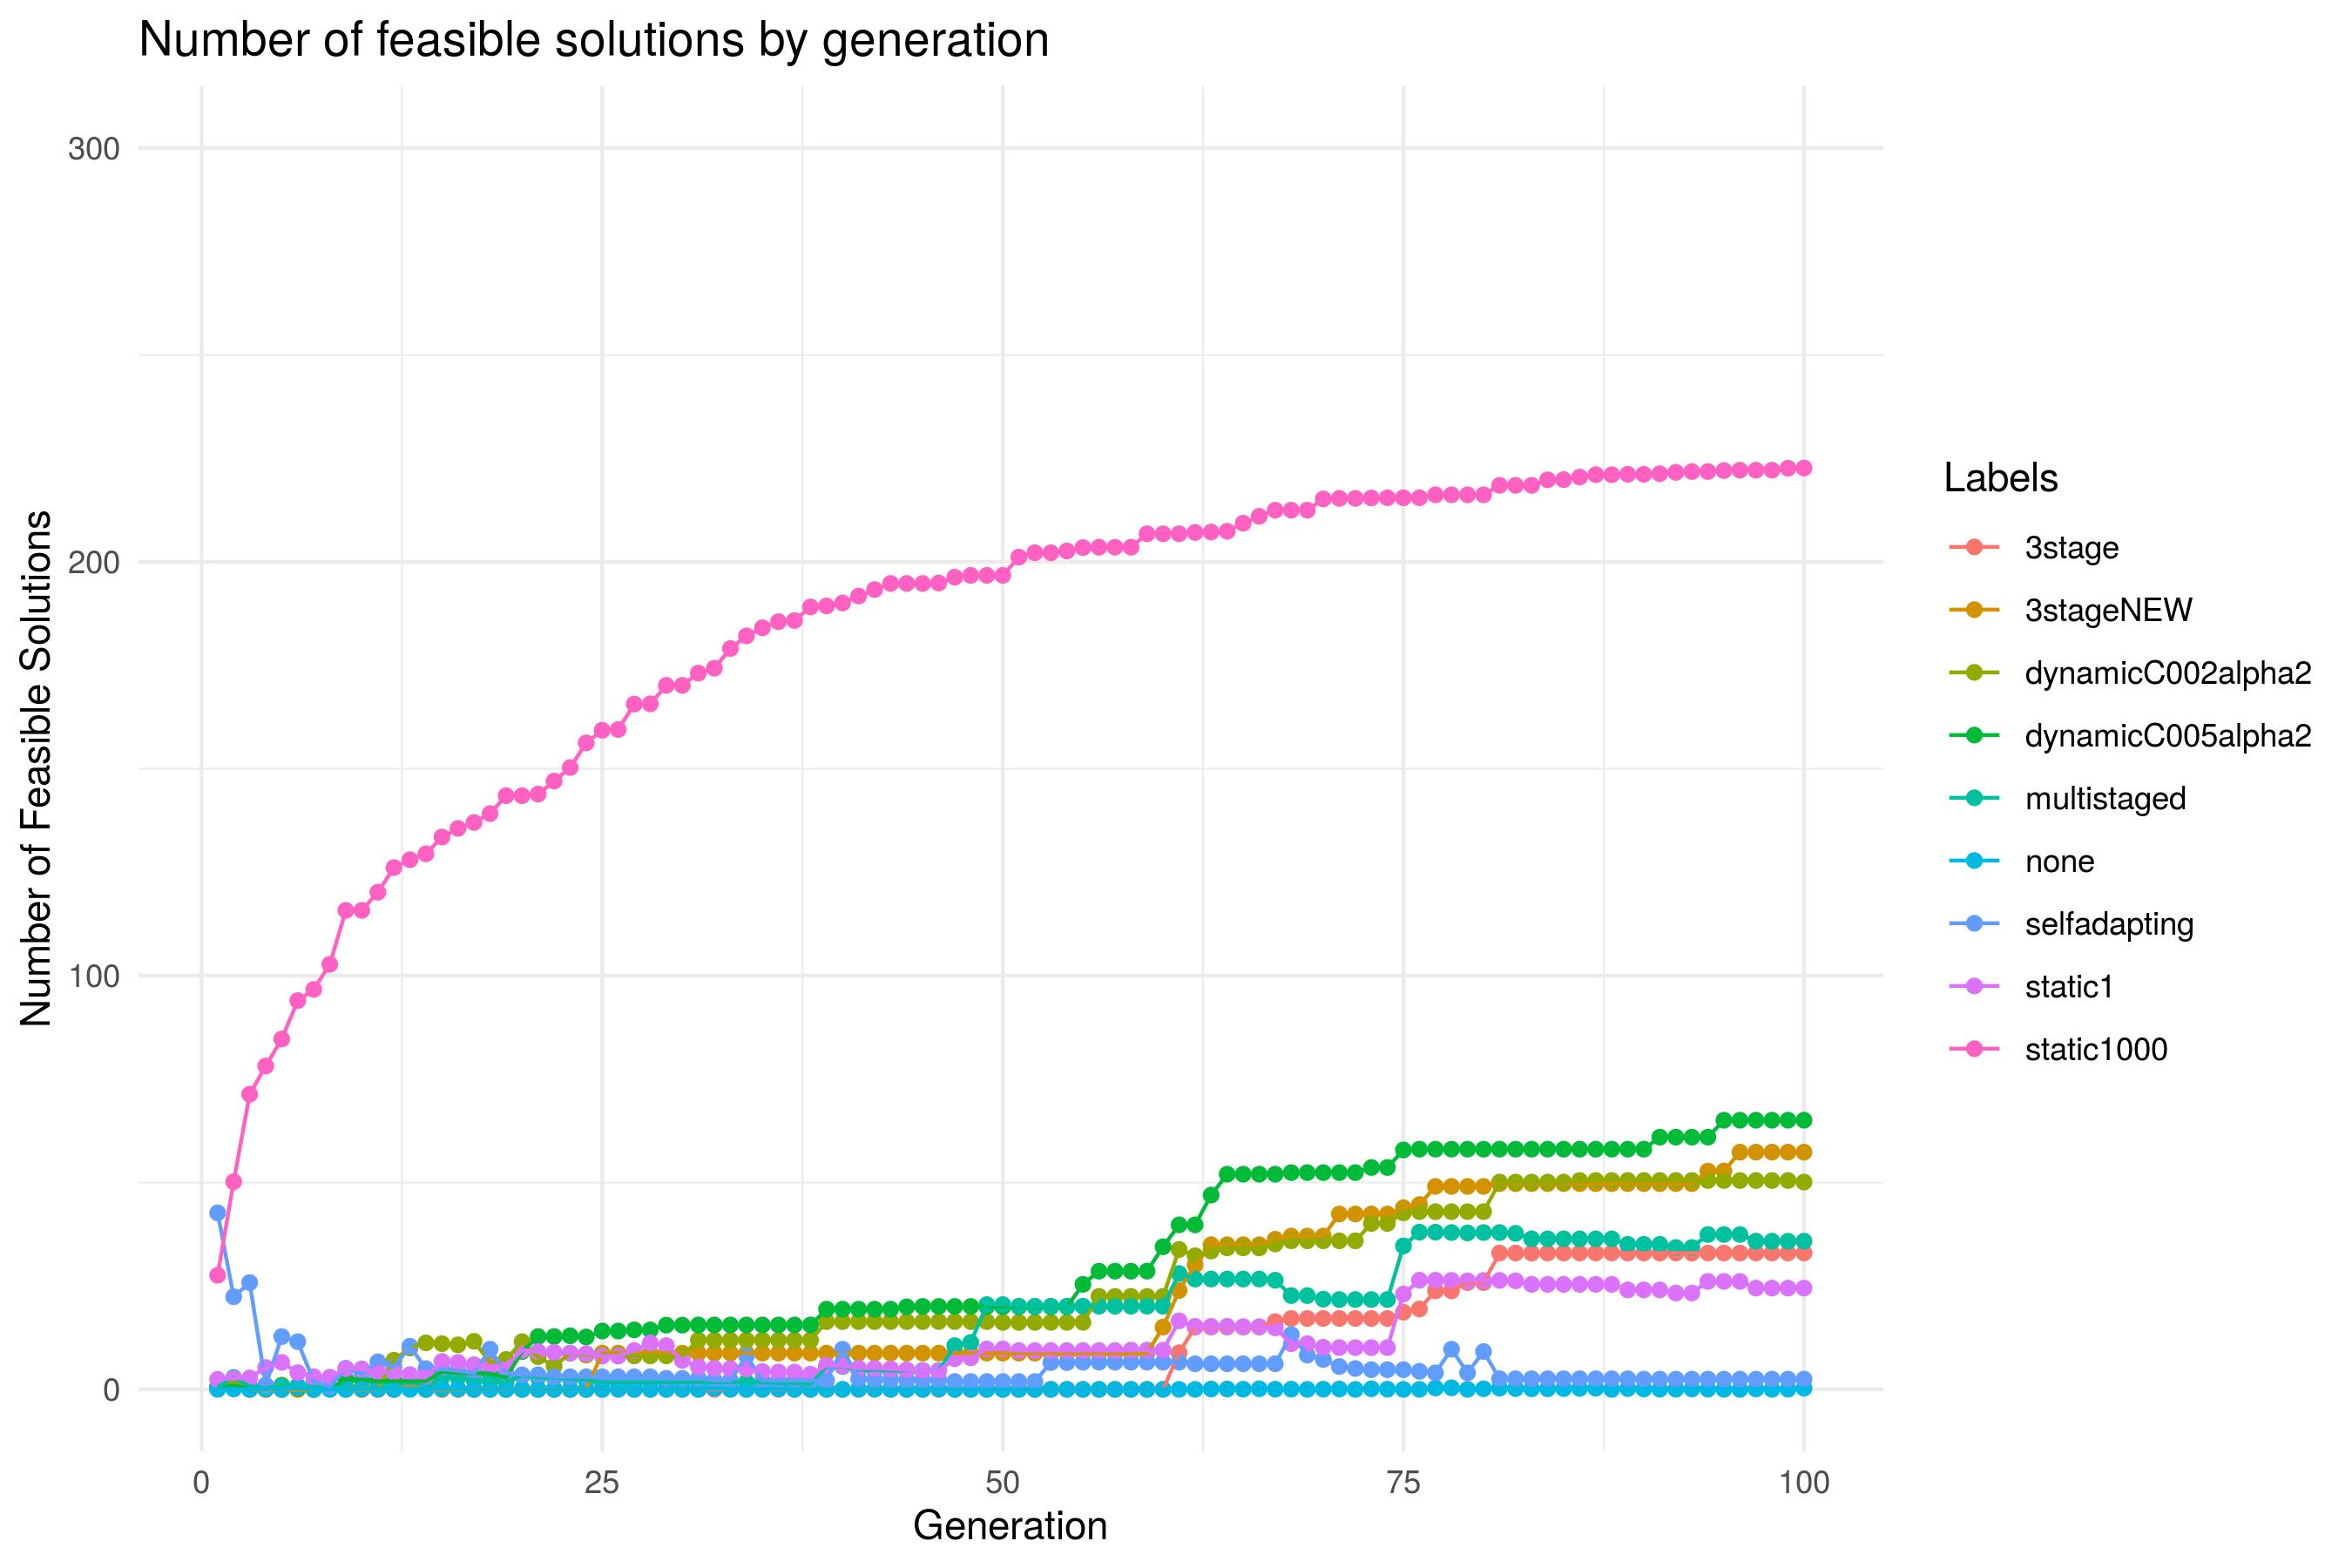 Number of feasible solutions by generation
Number of Feasible Solutions
300
200
100
0
0
25
50
75
100
Generation
Labels
3stage
3stageNEW
dynamicC002alpha2
dynamicC005alpha2
multistaged
none
selfadapting
static1
static1000